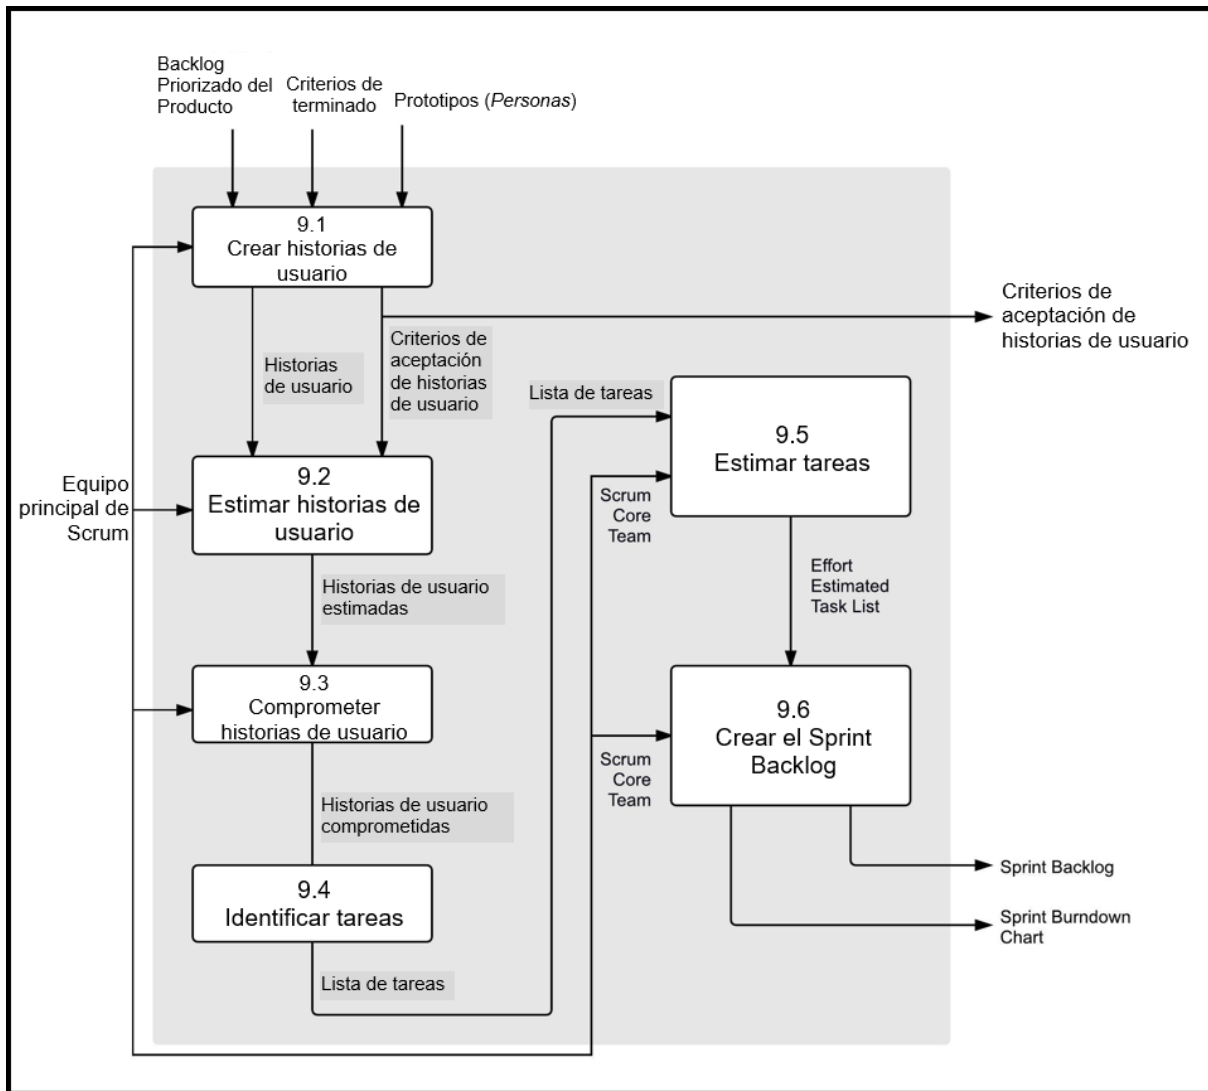 Backlog
Priorizado del
Producto
Criterios de
terminado
Prototipos (Personas)
9.1
Crear historias de
usuario
Criterios de
aceptación de
historias de usuario
Historias
de usuario
Criterios de
aceptación
de historias
de usuario
Lista de tareas
9.5
Estimar tareas
Equipo
principal de
Scrum
9.2
Estimar historias de
usuario
Scrum
Core
Team
Effort
Estimated
Task List
Historias de usuario
estimadas
9.3
Comprometer
historias de usuario
9.6
Crear el Sprint
Backlog
Scrum
Core
Team
Historias de usuario
comprometidas
9.4
Identificar tareas
Sprint Backlog
Sprint Burndown
Chart
Lista de tareas